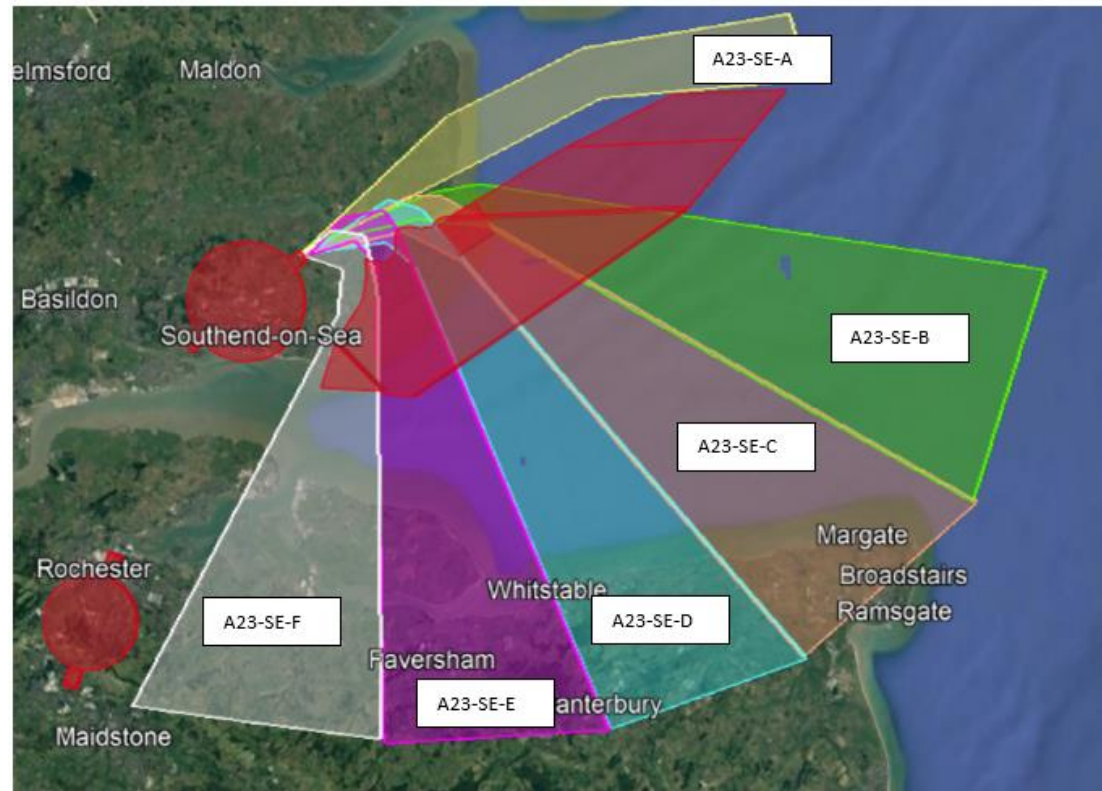 elmsford
Maldon
A23-SE-A
Basildon
Southend-on-Sea
A23-SE-B
A23-SE-C
Margate
Rochester
Whitstable
Broadstairs
Ramsgate
A23-SE-F
A23-SE-D
Faversham
A23-SE-E
anterbury
Maidstone